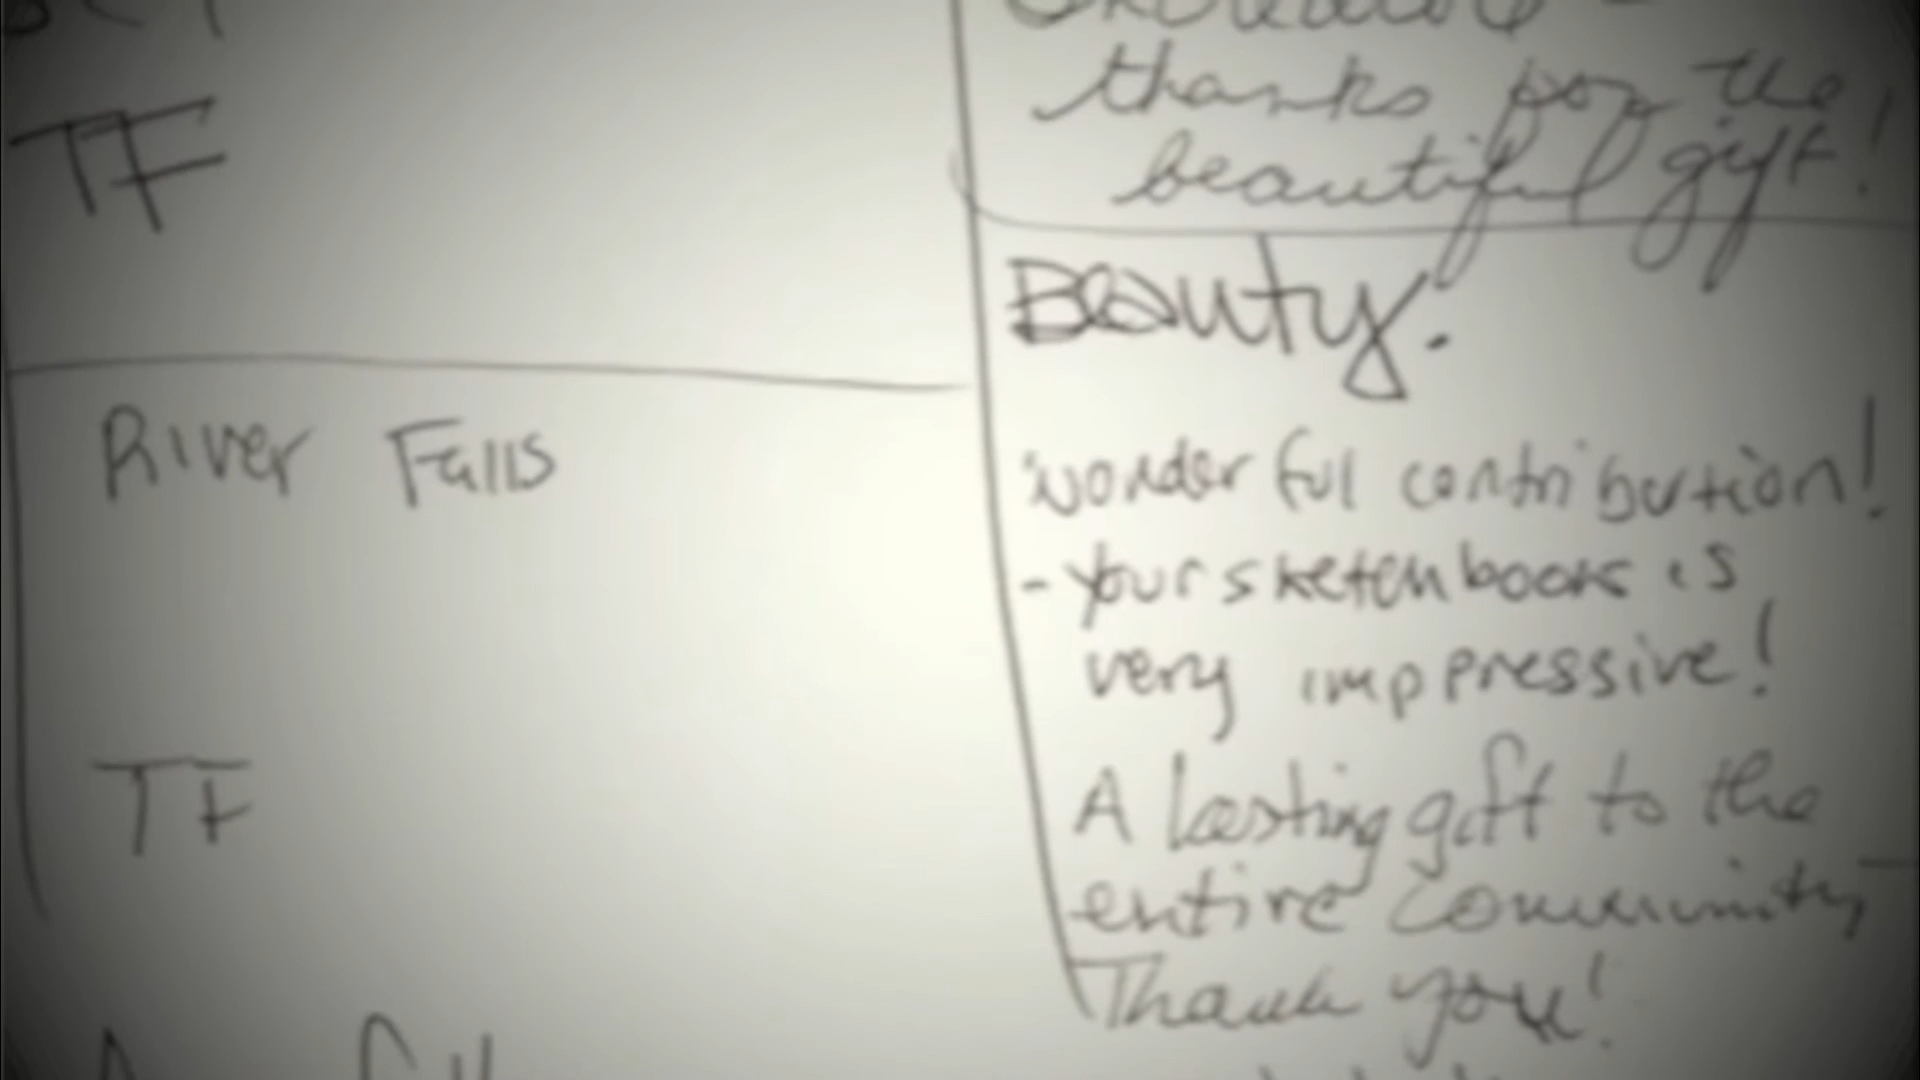 TF
River Falls
TF
thanks for the
beautiful gift!
Beauty.
wonderful contribution!
- your sketchbook is
very imppressive!
A lasting gift to the
entire community
Thank you!